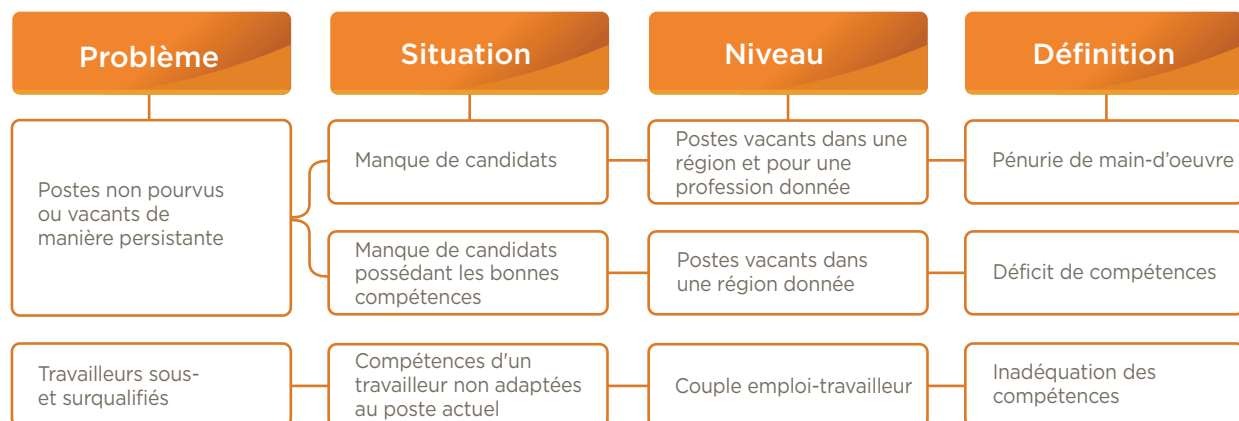 Problème
Situation
Niveau
Définition
Postes non pourvus
ou vacants de
manière persistante
Manque de candidats
Postes vacants dans une
région et pour une
profession donnée
Pénurie de main-d'oeuvre
Manque de candidats
possédant les bonnes
compétences
Postes vacants dans
une région donnée
Déficit de compétences
Travailleurs sous-
et surqualifiés
Compétences d'un
travailleur non adaptées
au poste actuel
Couple emploi-travailleur
Inadéquation des
compétences